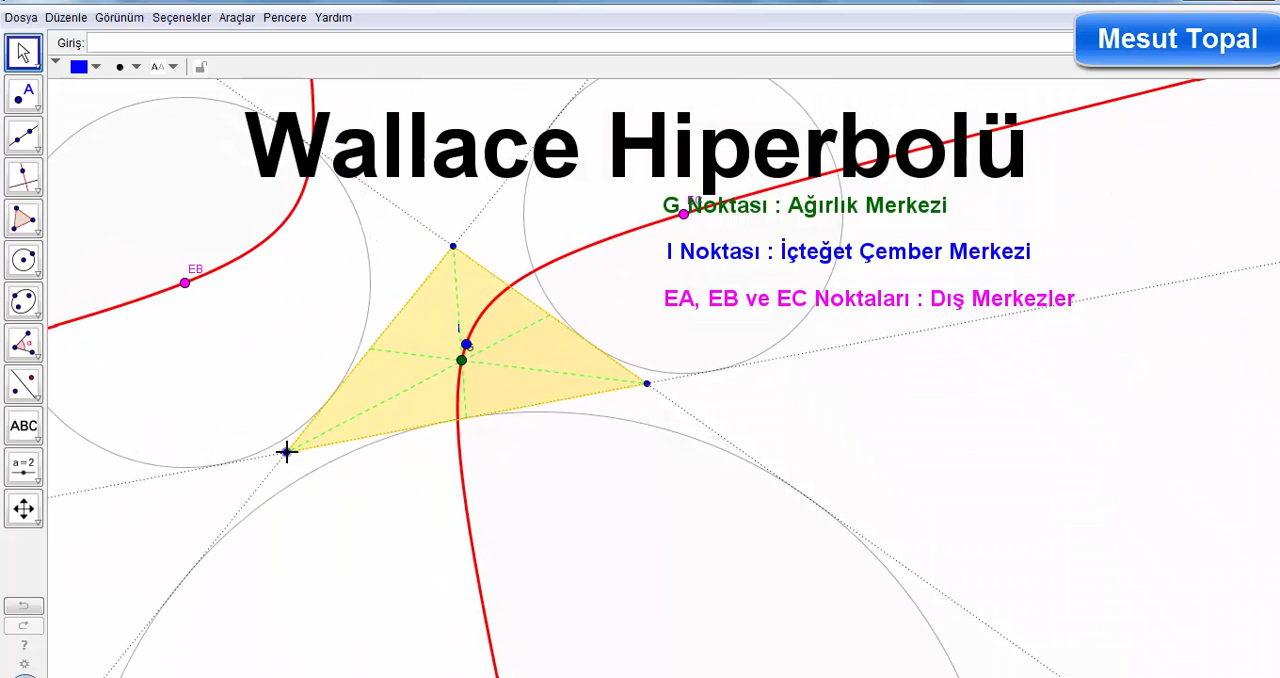 Dosya Düzenle Görünüm Seçenekler Araçlar Pencere Yardım
Giriş:
Mesut Topal
Wallace Hiperbolü
G Noktası : Ağırlık Merkezi
I Noktası : İçteğet Çember Merkezi
EA, EB ve EC Noktaları : Dış Merkezler
EB
I
A
α
ABC
a=2
?